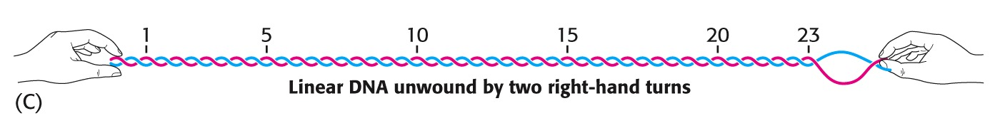 1 5 10 15 20 23
Linear DNA unwound by two right-hand turns
(C)